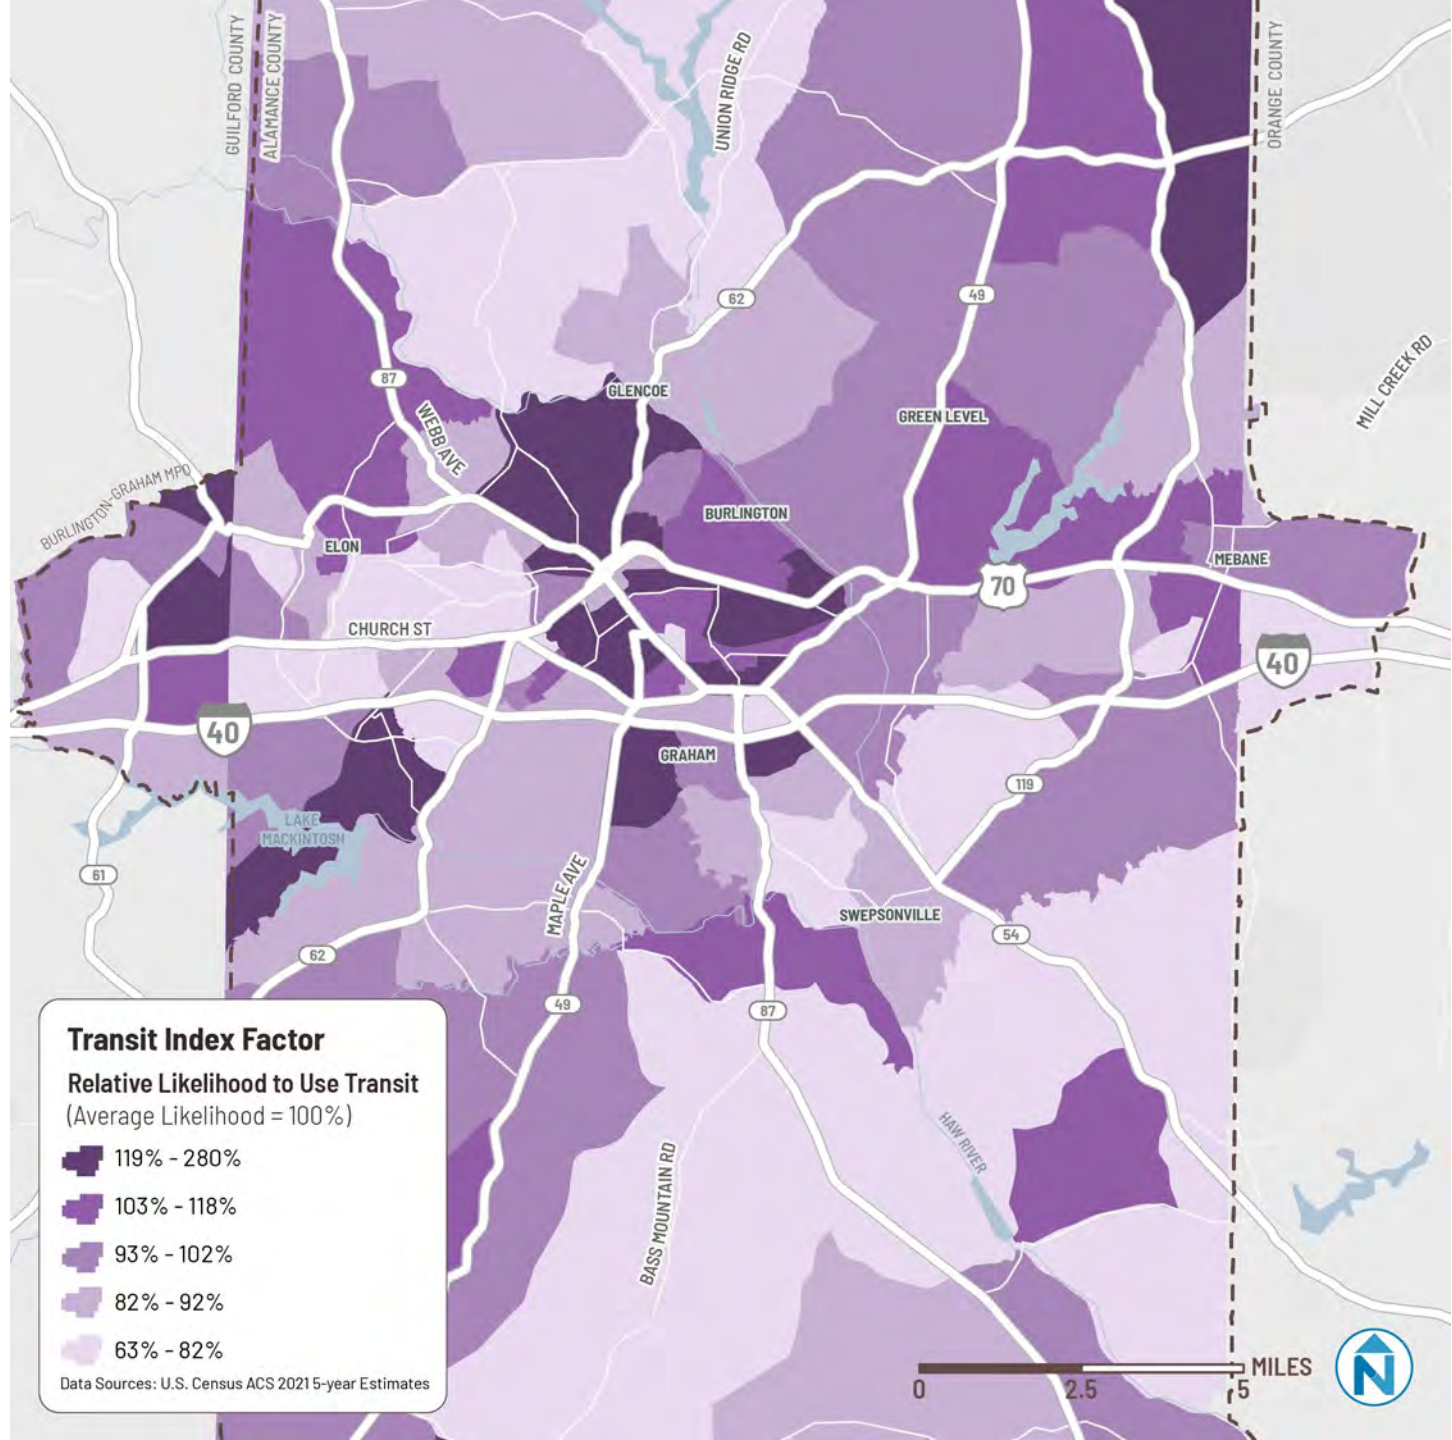 GUILFORD COUNTY
ALAMANCE COUNTY
UNION RIDGE RD
ORANGE COUNTY
62
49
MILL CREEK RD
87
GLENCOE
WEBB AVE
GREEN LEVEL
BURLINGTON-GRAHAM MPO
BURLINGTON
ELON
MEBANE
70
CHURCH ST
40
40
GRAHAM
119
LAKE
MACKINTOSH
61
MAPLE AVE
SWEPSONVILLE
54
62
49
87
HAW RIVER
BASS MOUNTAIN RD
Transit Index Factor
Relative Likelihood to Use Transit
(Average Likelihood = 100%)
119% - 280%
103% - 118%
93% - 102%
82% - 92%
63% - 82%
Data Sources: U.S. Census ACS 2021 5-year Estimates
MILES
0 2.5 5
N